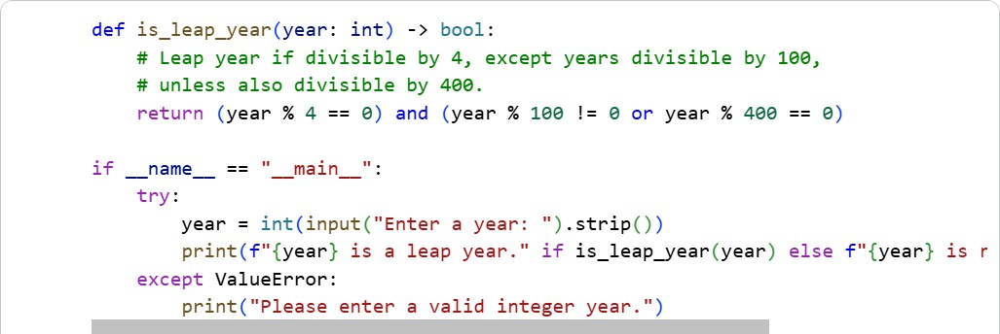 def is_leap_year(year: int) -> bool:
    # Leap year if divisible by 4, except years divisible by 100,
    # unless also divisible by 400.
    return (year % 4 == 0) and (year % 100 != 0 or year % 400 == 0)
if __name__ == "__main__":
    try:
        year = int(input("Enter a year: ").strip())
        print(f"{year} is a leap year." if is_leap_year(year) else f"{year} is
    except ValueError:
        print("Please enter a valid integer year.")